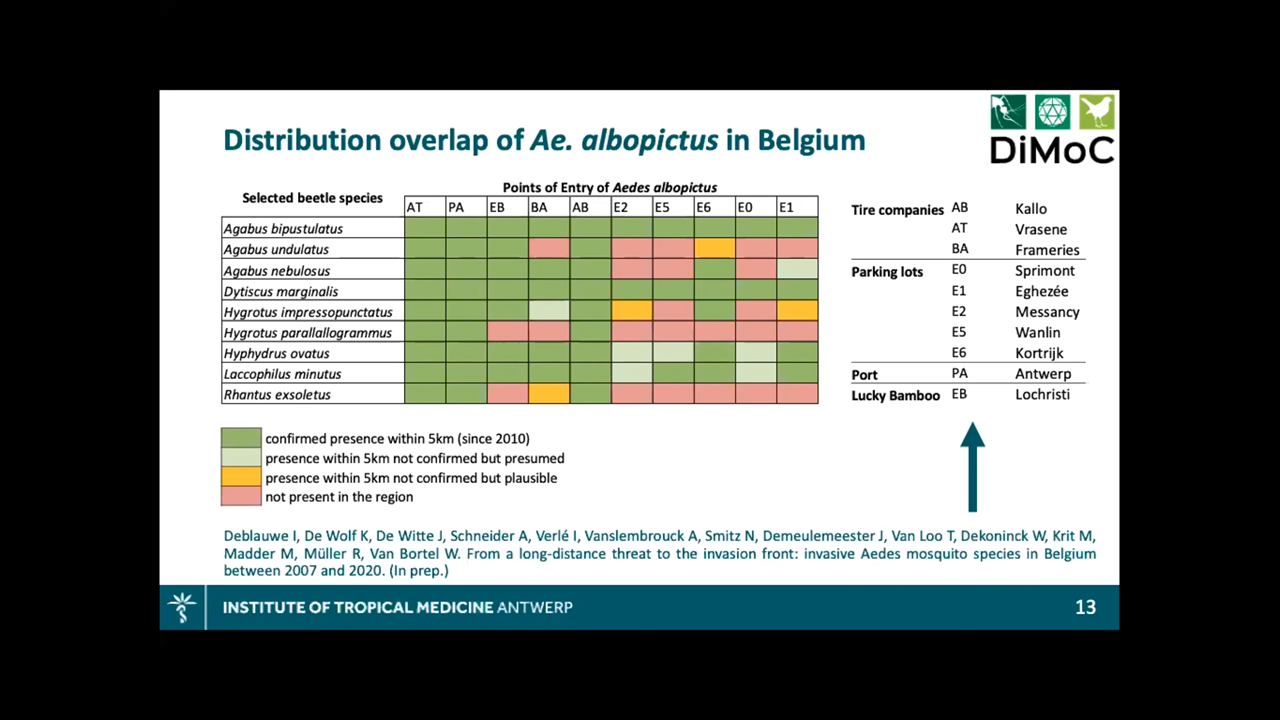 Distribution overlap of Ae. albopictus in Belgium
DiMoC
Points of Entry of Aedes albopictus
Selected beetle species
AT PA EB BA AB E2 E5 E6 E0 E1
Agabus bipustulatus
Agabus undulatus
Agabus nebulosus
Dytiscus marginalis
Hygrotus impressopunctatus
Hygrotus parallallogrammus
Hyphydrus ovatus
Laccophilus minutus
Rhantus exsoletus
Tire companies AB Kallo
AT Vrasene
BA Frameries
Parking lots E0 Sprimont
E1 Eghezée
E2 Messancy
E5 Wanlin
E6 Kortrijk
Port PA Antwerp
Lucky Bamboo EB Lochristi
confirmed presence within 5km (since 2010)
presence within 5km not confirmed but presumed
presence within 5km not confirmed but plausible
not present in the region
Deblauwe I, De Wolf K, De Witte J, Schneider A, Verlé I, Vanslembrouck A, Smitz N, Demeulemeester J, Van Loo T, Dekoninck W, Krit M,
Madder M, Müller R, Van Bortel W. From a long-distance threat to the invasion front: invasive Aedes mosquito species in Belgium
between 2007 and 2020. (In prep.)
INSTITUTE OF TROPICAL MEDICINE ANTWERP
13